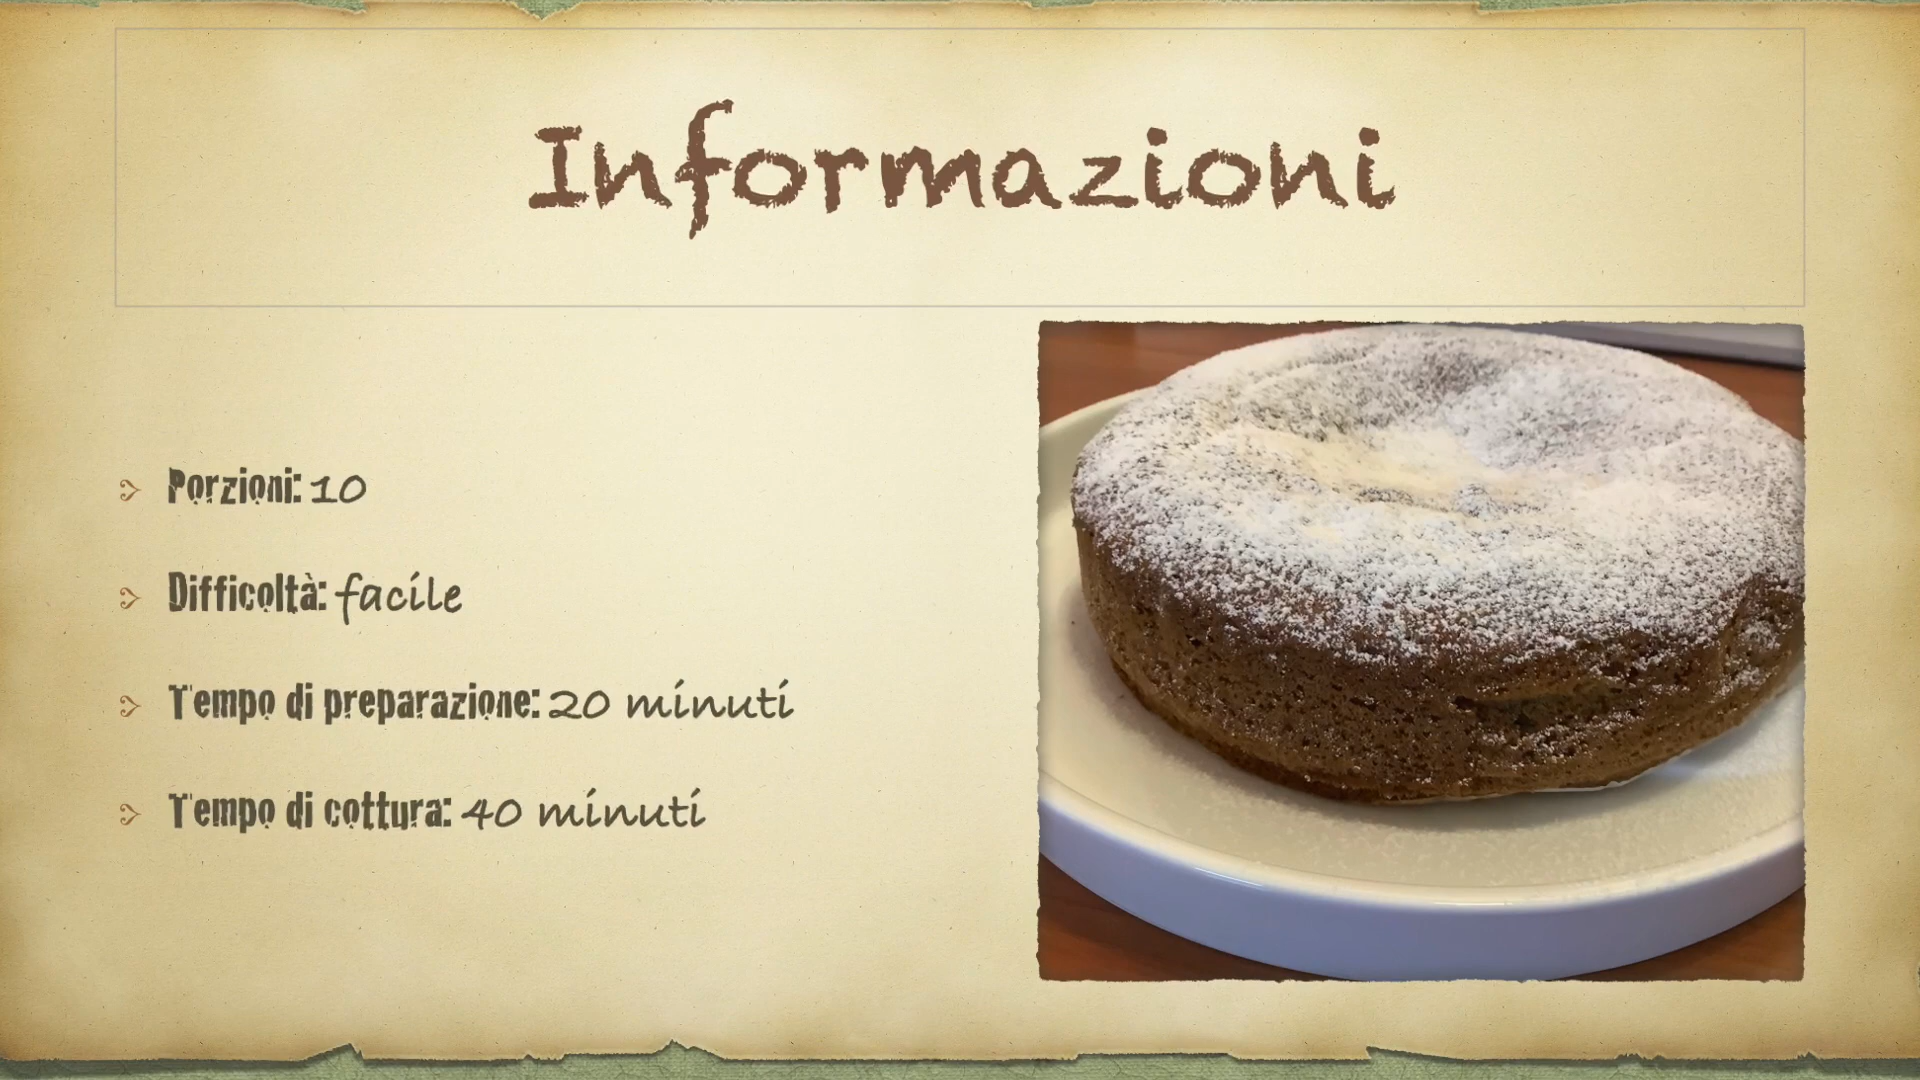 Informazioni
Porzioni: 10
Difficoltà: facile
Tempo di preparazione: 20 minuti
Tempo di cottura: 40 minuti